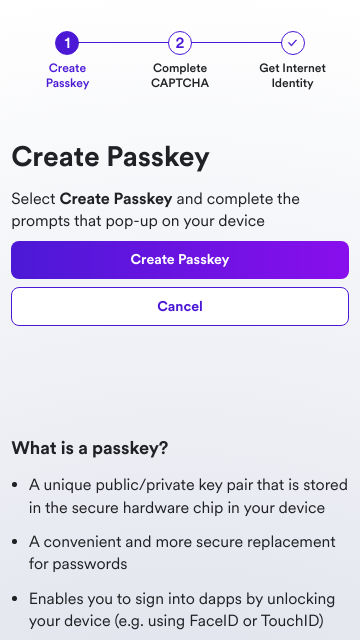 1
2
Create
Passkey
Complete
CAPTCHA
Get Internet
Identity
Create Passkey
Select Create Passkey and complete the
prompts that pop-up on your device
Create Passkey
Cancel
What is a passkey?
• A unique public/private key pair that is stored
in the secure hardware chip in your device
• A convenient and more secure replacement
for passwords
• Enables you to sign into dapps by unlocking
your device (e.g. using FaceID or TouchID)